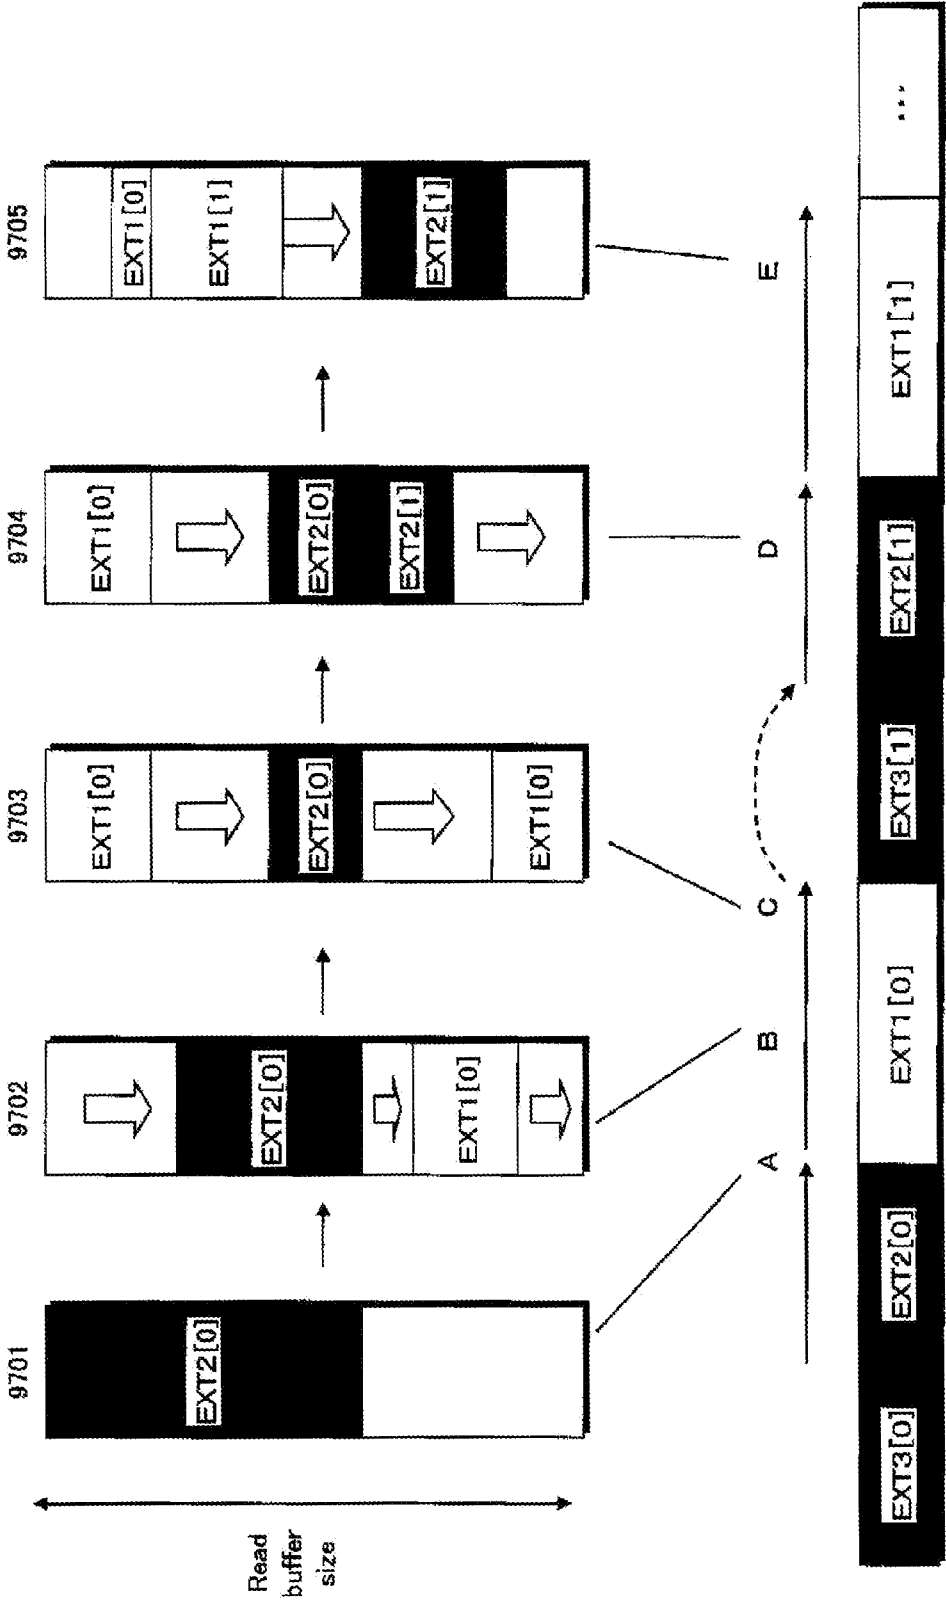 Read
buffer
size
9701
EXT2[0]
9702
EXT2[0]
EXT1[0]
9703
EXT1[0]
EXT2[0]
EXT1[0]
9704
EXT1[0]
EXT2[0]
EXT2[1]
9705
EXT1[0]
EXT1[1]
EXT2[1]
A
B
C
D
E
EXT3[0]
EXT2[0]
EXT1[0]
EXT3[1]
EXT2[1]
EXT1[1]
...